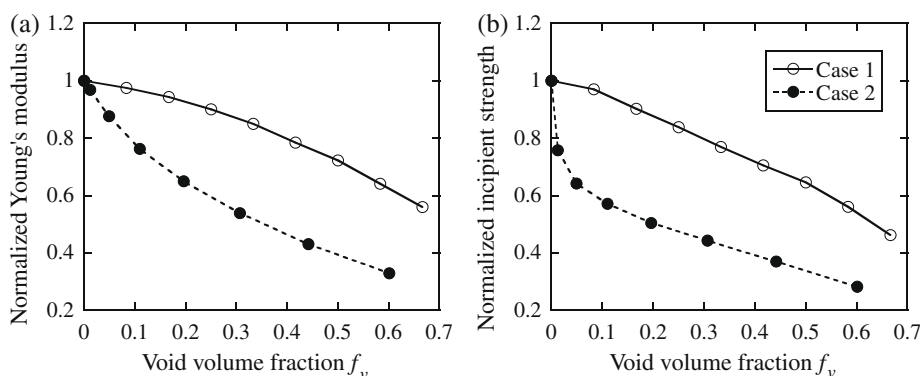 (a)
Normalized Young's modulus
1.2
1
0.8
0.6
0.4
0.2
0 0.1 0.2 0.3 0.4 0.5 0.6 0.7
Void volume fraction f_v
(b)
Normalized incipient strength
1.2
1
0.8
0.6
0.4
0.2
Case 1
Case 2
0 0.1 0.2 0.3 0.4 0.5 0.6 0.7
Void volume fraction f_v